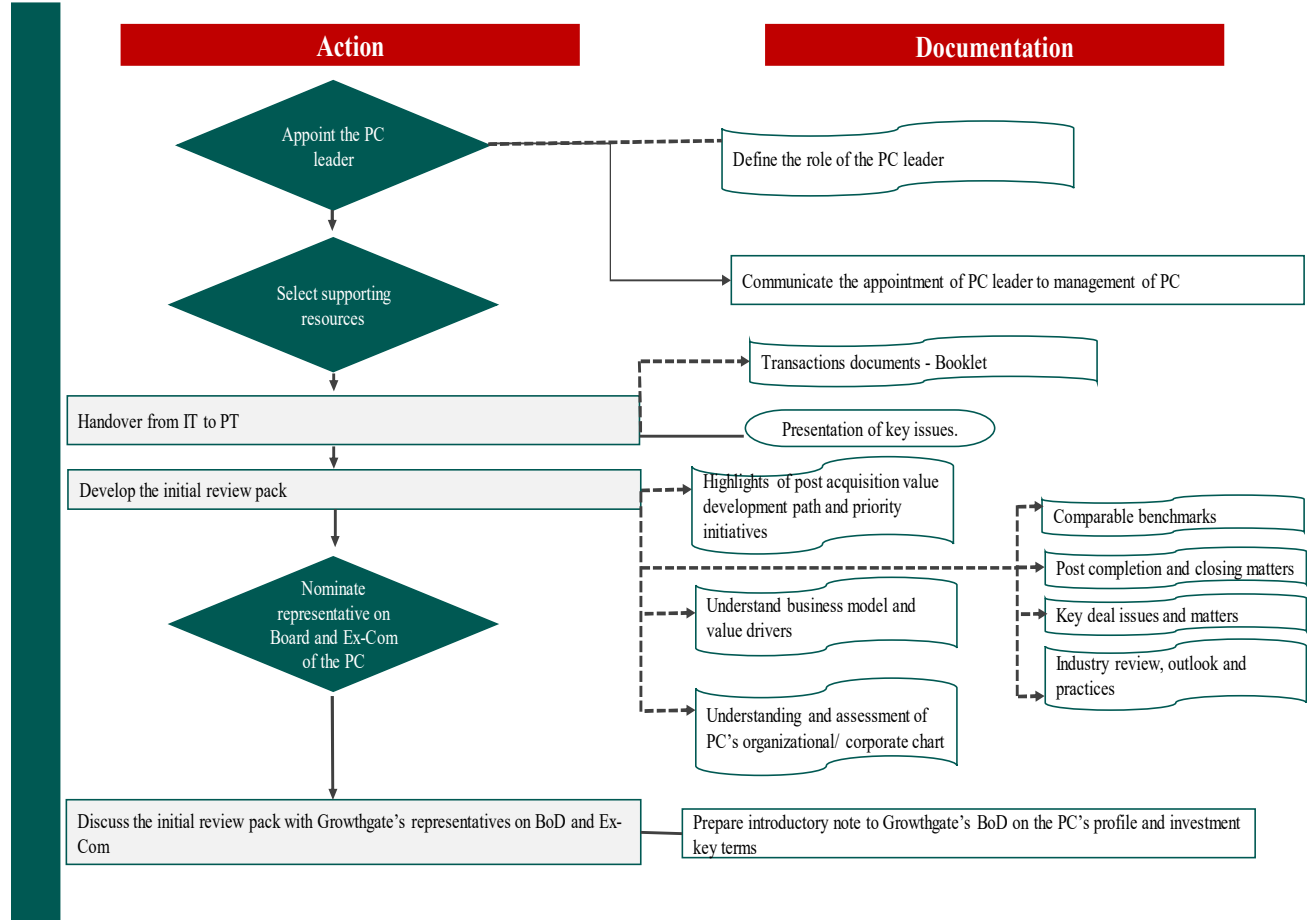 Action
Documentation
Appoint the PC
leader
Define the role of the PC leader
Communicate the appointment of PC leader to management of PC
Select supporting
resources
Transactions documents - Booklet
Handover from IT to PT
Presentation of key issues.
Develop the initial review pack
Highlights of post acquisition value
development path and priority
initiatives
Comparable benchmarks
Post completion and closing matters
Nominate
representative on
Board and Ex-Com
of the PC
Understand business model and
value drivers
Key deal issues and matters
Industry review, outlook and
practices
Understanding and assessment of
PC’s organizational/ corporate chart
Discuss the initial review pack with Growthgate’s representatives on BoD and Ex-
Com
Prepare introductory note to Growthgate’s BoD on the PC’s profile and investment
key terms